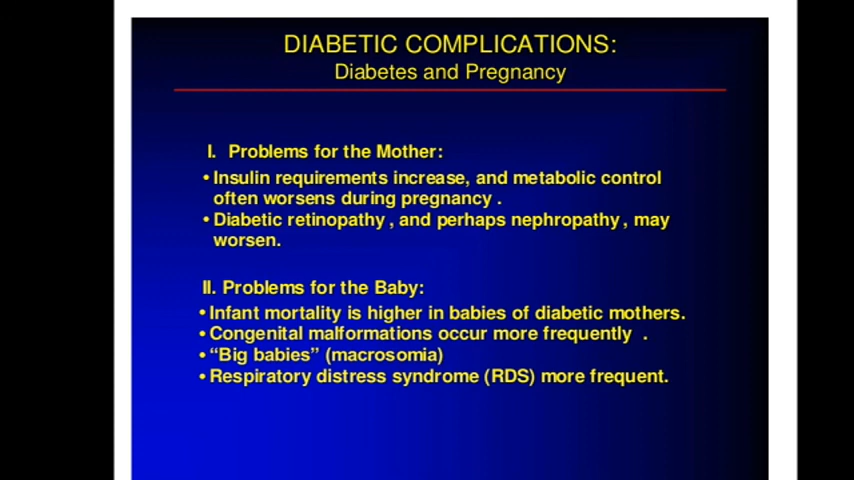 DIABETIC COMPLICATIONS:
Diabetes and Pregnancy
I. Problems for the Mother:
• Insulin requirements increase, and metabolic control
often worsens during pregnancy .
• Diabetic retinopathy , and perhaps nephropathy , may
worsen.
II. Problems for the Baby:
• Infant mortality is higher in babies of diabetic mothers.
• Congenital malformations occur more frequently .
• “Big babies” (macrosomia)
• Respiratory distress syndrome (RDS) more frequent.